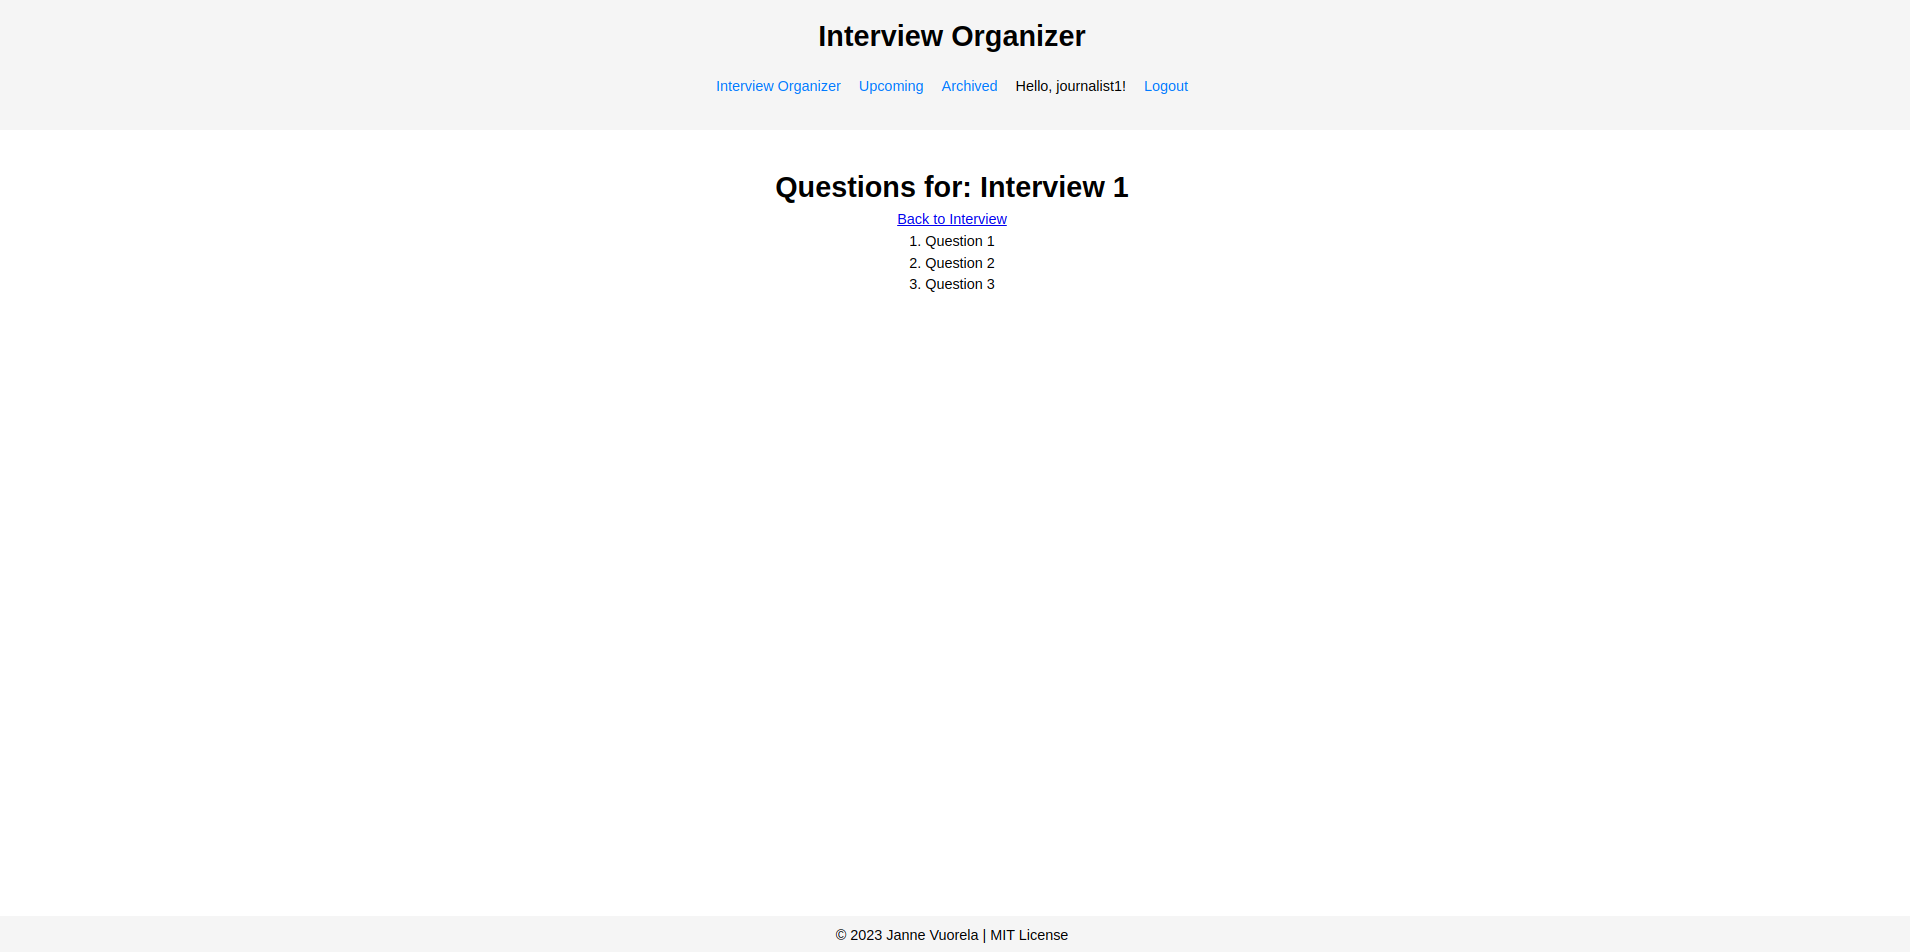 Interview Organizer
Interview Organizer Upcoming Archived Hello, journalist1! Logout
Questions for: Interview 1
Back to Interview
1. Question 1
2. Question 2
3. Question 3
© 2023 Janne Vuorela | MIT License